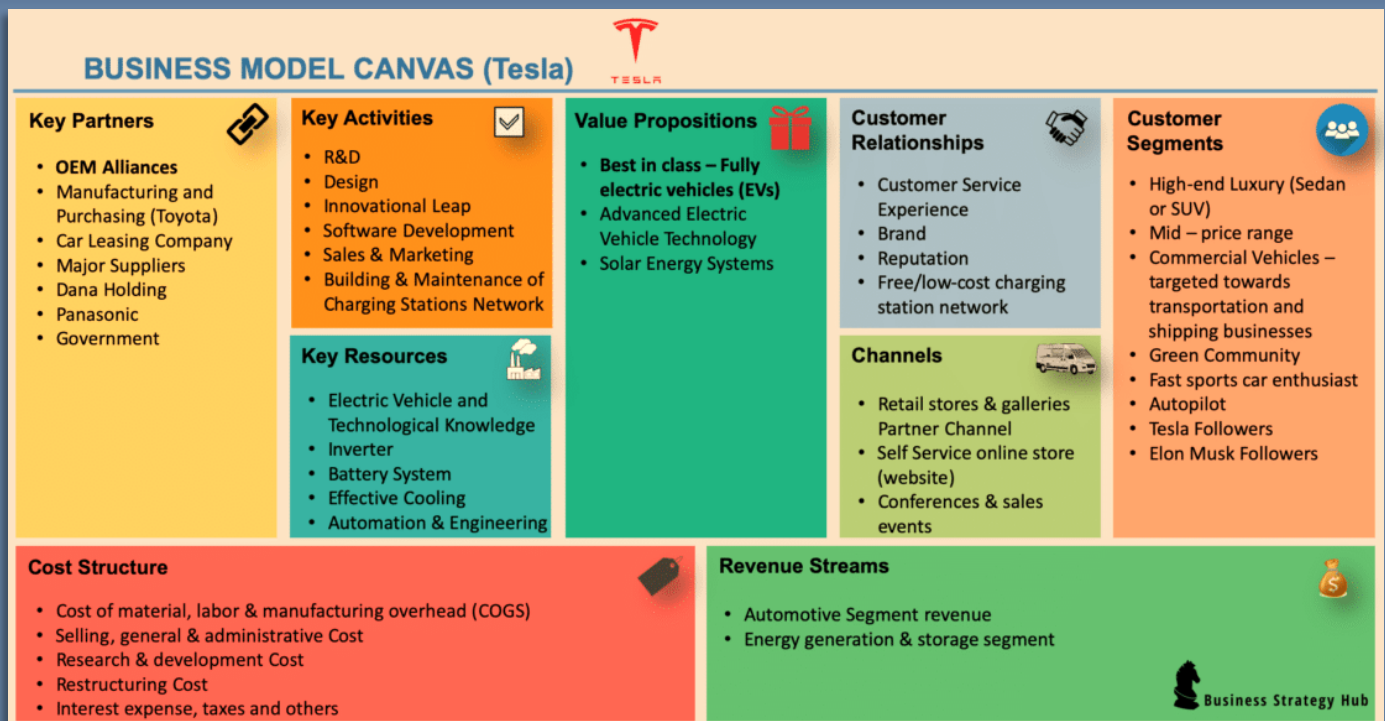 BUSINESS MODEL CANVAS (Tesla)
TESLA
Key Partners
• OEM Alliances
• Manufacturing and
Purchasing (Toyota)
• Car Leasing Company
• Major Suppliers
• Dana Holding
• Panasonic
• Government
Key Activities
• R&D
• Design
• Innovational Leap
• Software Development
• Sales & Marketing
• Building & Maintenance of
Charging Stations Network
Key Resources
• Electric Vehicle and
Technological Knowledge
• Inverter
• Battery System
• Effective Cooling
• Automation & Engineering
Value Propositions
• Best in class – Fully
electric vehicles (EVs)
• Advanced Electric
Vehicle Technology
• Solar Energy Systems
Customer
Relationships
• Customer Service
Experience
• Brand
• Reputation
• Free/low-cost charging
station network
Channels
• Retail stores & galleries
Partner Channel
• Self Service online store
(website)
• Conferences & sales
events
Customer
Segments
• High-end Luxury (Sedan
or SUV)
• Mid – price range
• Commercial Vehicles –
targeted towards
transportation and
shipping businesses
• Green Community
• Fast sports car enthusiast
• Autopilot
• Tesla Followers
• Elon Musk Followers
Cost Structure
• Cost of material, labor & manufacturing overhead (COGS)
• Selling, general & administrative Cost
• Research & development Cost
• Restructuring Cost
• Interest expense, taxes and others
Revenue Streams
• Automotive Segment revenue
• Energy generation & storage segment
$
Business Strategy Hub